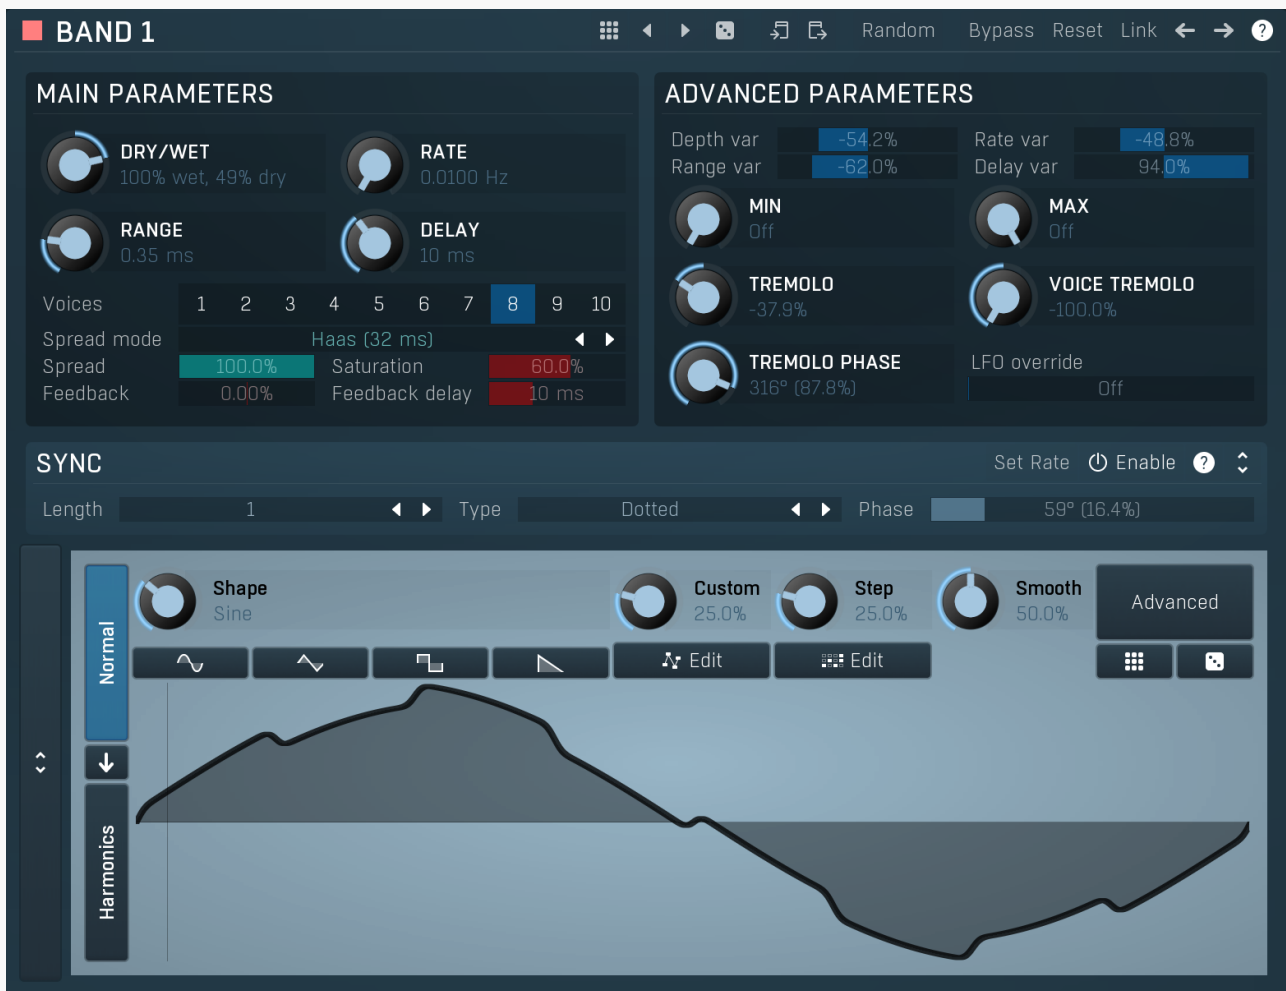 BAND 1
Random Bypass Reset Link ?
MAIN PARAMETERS
DRY/WET
100% wet, 49% dry
RATE
0.0100 Hz
RANGE
0.35 ms
DELAY
10 ms
Voices 1 2 3 4 5 6 7 8 9 10
Spread mode Haas (32 ms)
Spread 100.0% Saturation 60.0%
Feedback 0.00% Feedback delay 10 ms
ADVANCED PARAMETERS
Depth var -54.2% Rate var -48.8%
Range var -62.0% Delay var 94.0%
MIN
Off
MAX
Off
TREMOLO
-37.9%
VOICE TREMOLO
-100.0%
TREMOLO PHASE
316° (87.8%)
LFO override
Off
SYNC
Set Rate Enable ?
Length 1 Type Dotted Phase 59° (16.4%)
Normal
Harmonics
Shape
Sine
Custom
25.0%
Step
25.0%
Smooth
50.0%
Advanced
Edit
Edit